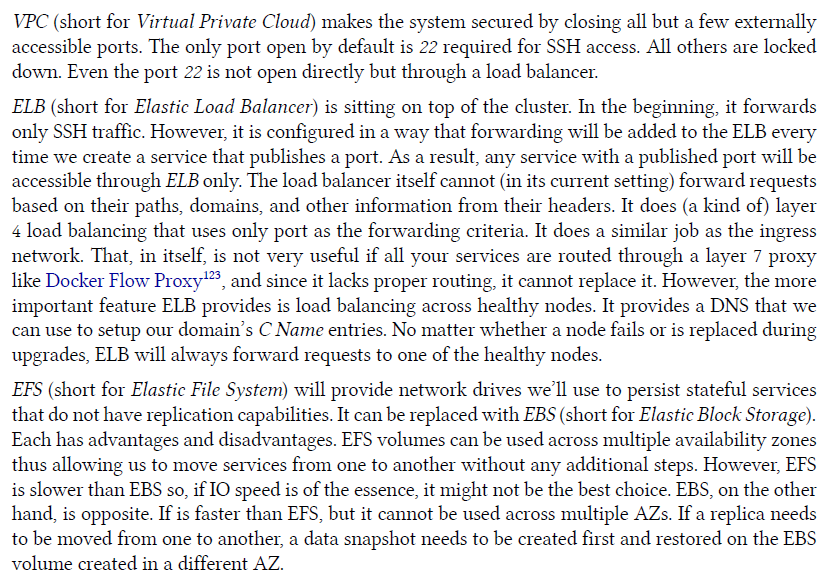 VPC (short for Virtual Private Cloud) makes the system secured by closing all but a few externally
accessible ports. The only port open by default is 22 required for SSH access. All others are locked
down. Even the port 22 is not open directly but through a load balancer.
ELB (short for Elastic Load Balancer) is sitting on top of the cluster. In the beginning, it forwards
only SSH traffic. However, it is configured in a way that forwarding will be added to the ELB every
time we create a service that publishes a port. As a result, any service with a published port will be
accessible through ELB only. The load balancer itself cannot (in its current setting) forward requests
based on their paths, domains, and other information from their headers. It does (a kind of) layer
4 load balancing that uses only port as the forwarding criteria. It does a similar job as the ingress
network. That, in itself, is not very useful if all your services are routed through a layer 7 proxy
like Docker Flow Proxy¹²³, and since it lacks proper routing, it cannot replace it. However, the more
important feature ELB provides is load balancing across healthy nodes. It provides a DNS that we
can use to setup our domain's C Name entries. No matter whether a node fails or is replaced during
upgrades, ELB will always forward requests to one of the healthy nodes.
EFS (short for Elastic File System) will provide network drives we'll use to persist stateful services
that do not have replication capabilities. It can be replaced with EBS (short for Elastic Block Storage).
Each has advantages and disadvantages. EFS volumes can be used across multiple availability zones
thus allowing us to move services from one to another without any additional steps. However, EFS
is slower than EBS so, if IO speed is of the essence, it might not be the best choice. EBS, on the other
hand, is opposite. If is faster than EFS, but it cannot be used across multiple AZs. If a replica needs
to be moved from one to another, a data snapshot needs to be created first and restored on the EBS
volume created in a different AZ.